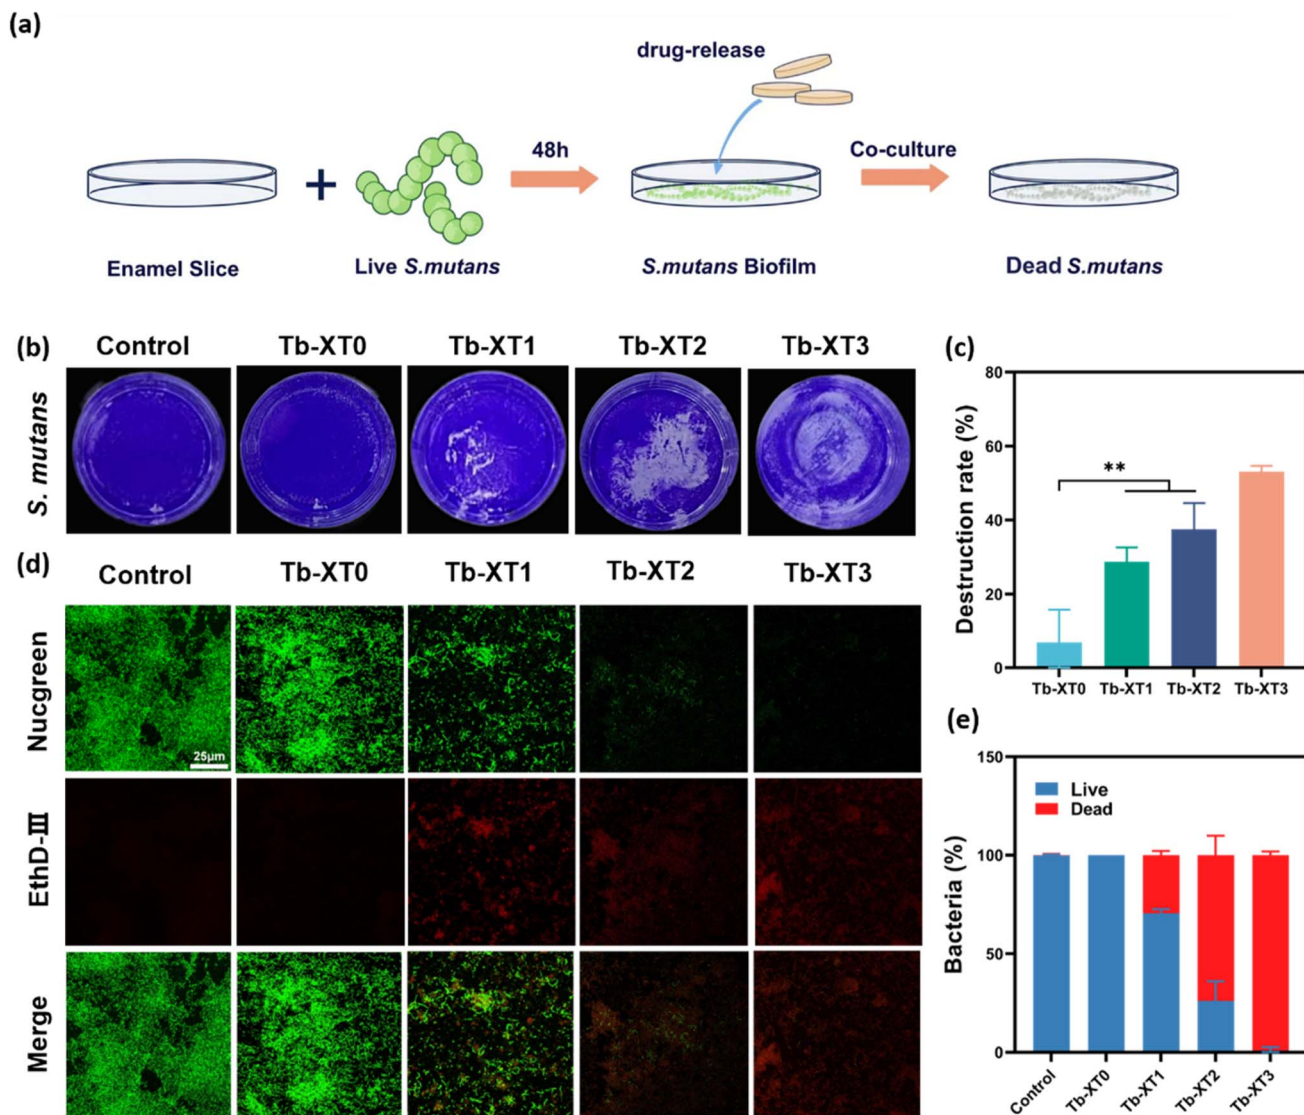 (a)
drug-release
48h
Co-culture
+
Enamel Slice
Live S.mutans
S.mutans Biofilm
Dead S.mutans
(b)
Control
Tb-XT0
Tb-XT1
Tb-XT2
Tb-XT3
S. mutans
(c)
80
60
40
20
0
Destruction rate (%)
**
Tb-XT0
Tb-XT1
Tb-XT2
Tb-XT3
(d)
Control
Tb-XT0
Tb-XT1
Tb-XT2
Tb-XT3
Nucgreen
25μm
EthD-Ⅲ
Merge
(e)
150
100
50
0
Bacteria (%)
Live
Dead
Control
Tb-XT0
Tb-XT1
Tb-XT2
Tb-XT3